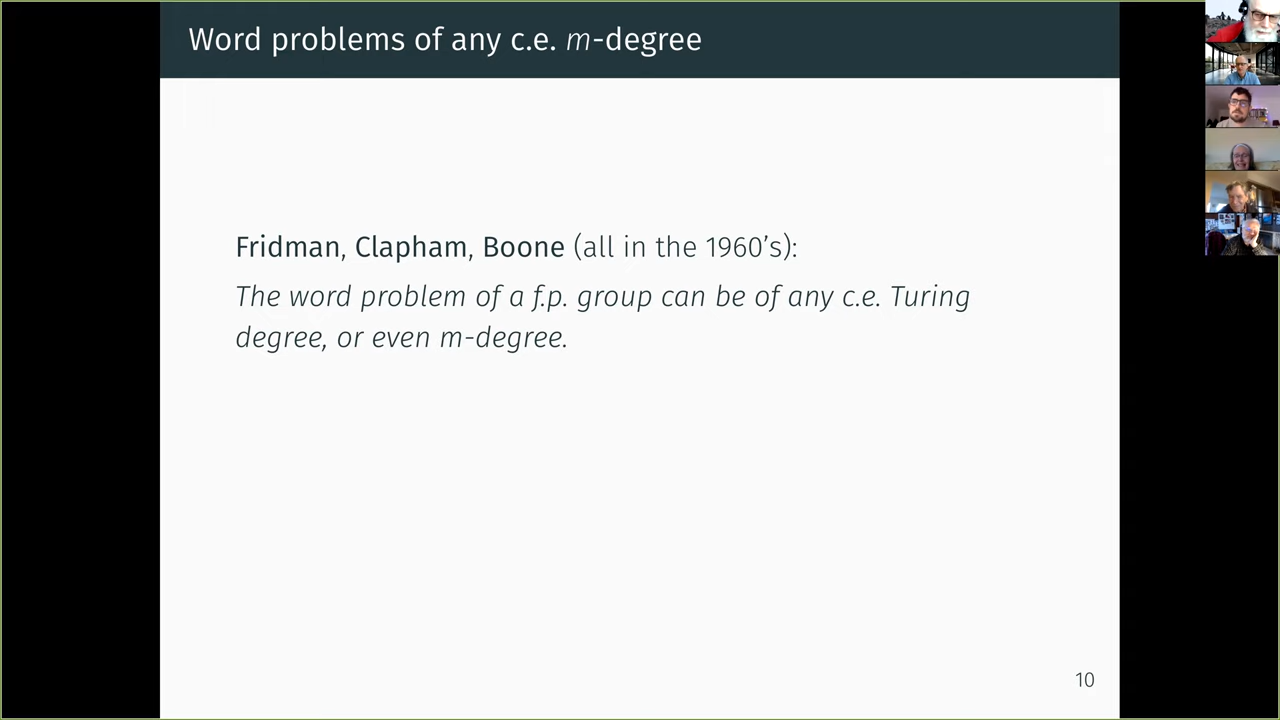 Word problems of any c.e. m-degree
Fridman, Clapham, Boone (all in the 1960's):
The word problem of a f.p. group can be of any c.e. Turing
degree, or even m-degree.
10